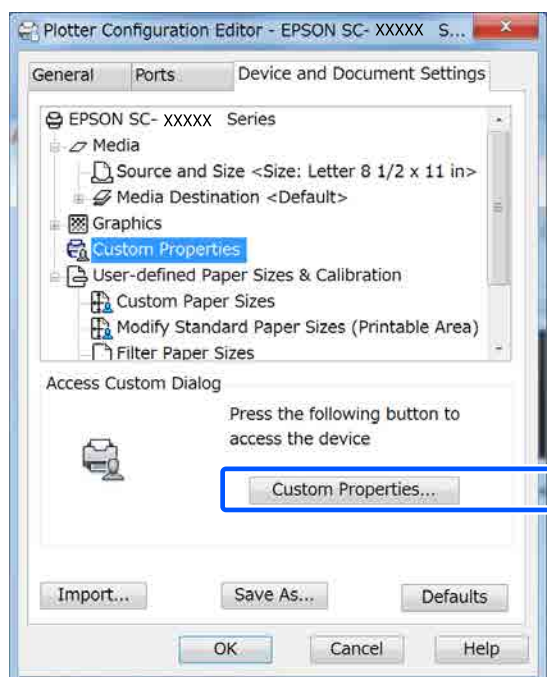 Plotter Configuration Editor - EPSON SC- XXXXX S...
General Ports Device and Document Settings
EPSON SC- XXXXX Series
Media
Source and Size <Size: Letter 8 1/2 x 11 in>
Media Destination <Default>
Graphics
Custom Properties
User-defined Paper Sizes & Calibration
Custom Paper Sizes
Modify Standard Paper Sizes (Printable Area)
Filter Paper Sizes
Access Custom Dialog
Press the following button to
access the device
Custom Properties...
Import... Save As... Defaults
OK Cancel Help